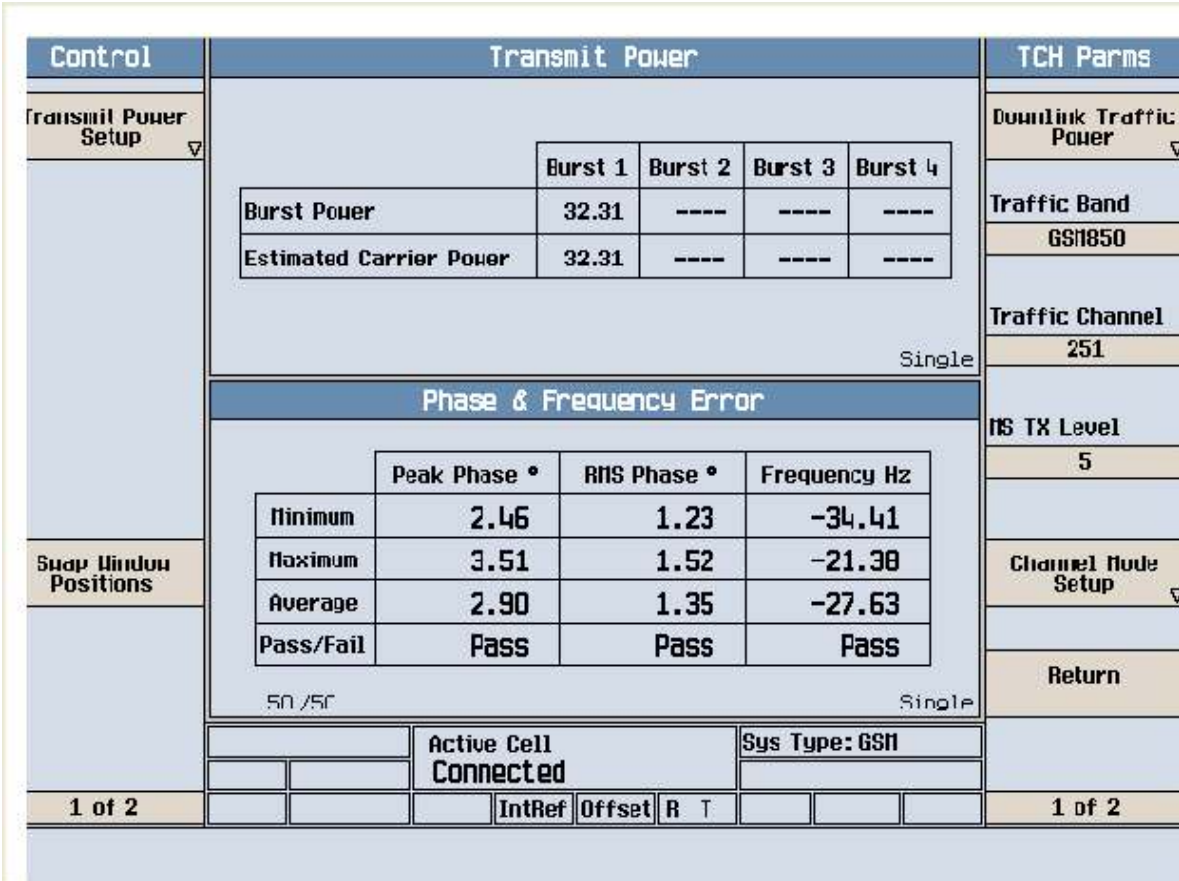 Control
Transmit Power
TCH Parms
Transmit Power
Setup
Downlink Traffic
Power
Burst 1 Burst 2 Burst 3 Burst 4
Burst Power 32.31 ---- ---- ----
Estimated Carrier Power 32.31 ---- ---- ----
Traffic Band
GSM850
Traffic Channel
251
Single
Phase & Frequency Error
MS TX Level
5
Peak Phase ° RMS Phase ° Frequency Hz
Minimum 2.46 1.23 -34.41
Maximum 3.51 1.52 -21.38
Average 2.90 1.35 -27.63
Pass/Fail Pass Pass Pass
Swap Window
Positions
Channel Mode
Setup
Return
50/50
Single
Active Cell
Connected
Sys Type: GSM
1 of 2
IntRef Offset R T
1 of 2